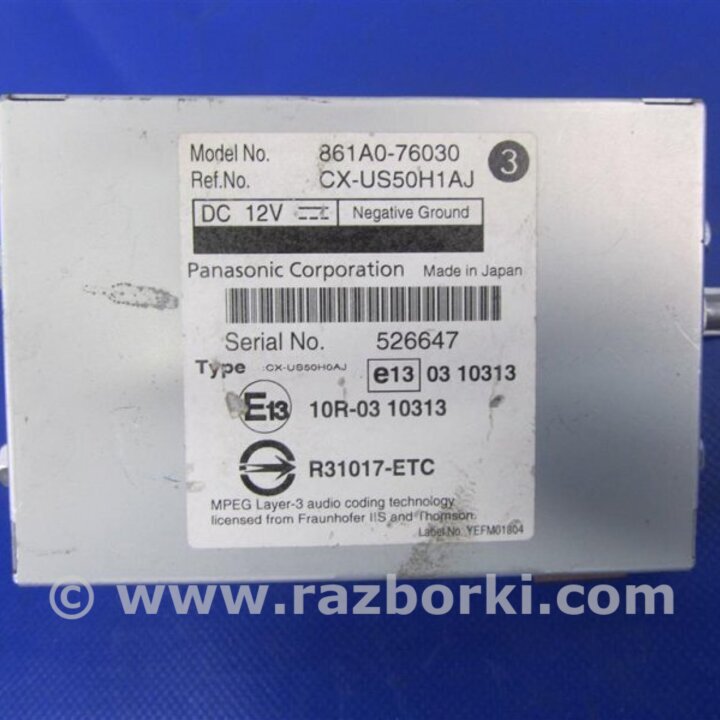 Model No. 861A0-76030 3
Ref.No. CX-US50H1AJ
DC 12V Negative Ground
Panasonic Corporation Made in Japan
Serial No. 526647
Type :CX-US50H0AJ e13 03 10313
E13 10R-03 10313
R31017-ETC
MPEG Layer-3 audio coding technology
licensed from Fraunhofer IIS and Thomson.
Label No. YEFM01804
© www.razborki.com